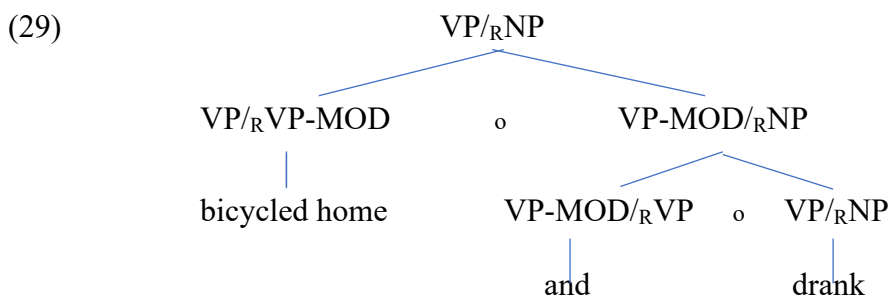 (29) VP/RNP
VP/RVP-MOD o VP-MOD/RNP
bicycled home VP-MOD/RVP o VP/RNP
and drank